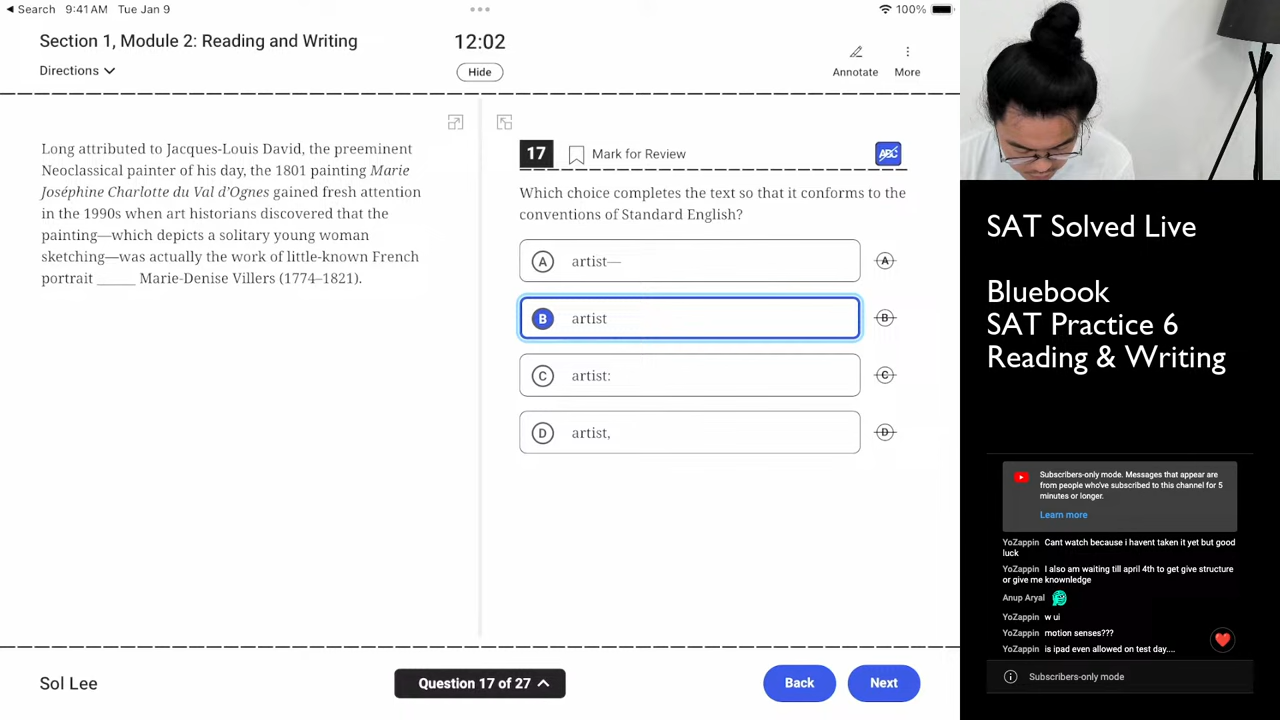 Search 9:41 AM Tue Jan 9
100%
Section 1, Module 2: Reading and Writing
12:02
Directions
Hide
Annotate
More
Long attributed to Jacques-Louis David, the preeminent
Neoclassical painter of his day, the 1801 painting Marie
Joséphine Charlotte du Val d'Ognes gained fresh attention
in the 1990s when art historians discovered that the
painting—which depicts a solitary young woman
sketching—was actually the work of little-known French
portrait ______ Marie-Denise Villers (1774–1821).
17 Mark for Review ABC
Which choice completes the text so that it conforms to the
conventions of Standard English?
A artist— A
B artist B
C artist: C
D artist, D
Sol Lee
Question 17 of 27
Back
Next
SAT Solved Live
Bluebook
SAT Practice 6
Reading & Writing
Subscribers-only mode. Messages that appear are
from people who've subscribed to this channel for 5
minutes or longer.
Learn more
YoZappin Cant watch because i havent taken it yet but good
luck
YoZappin I also am waiting till april 4th to get give structure
or give me knownledge
Anup Aryal
YoZappin w ui
YoZappin motion senses???
YoZappin is ipad even allowed on test day....
Subscribers-only mode